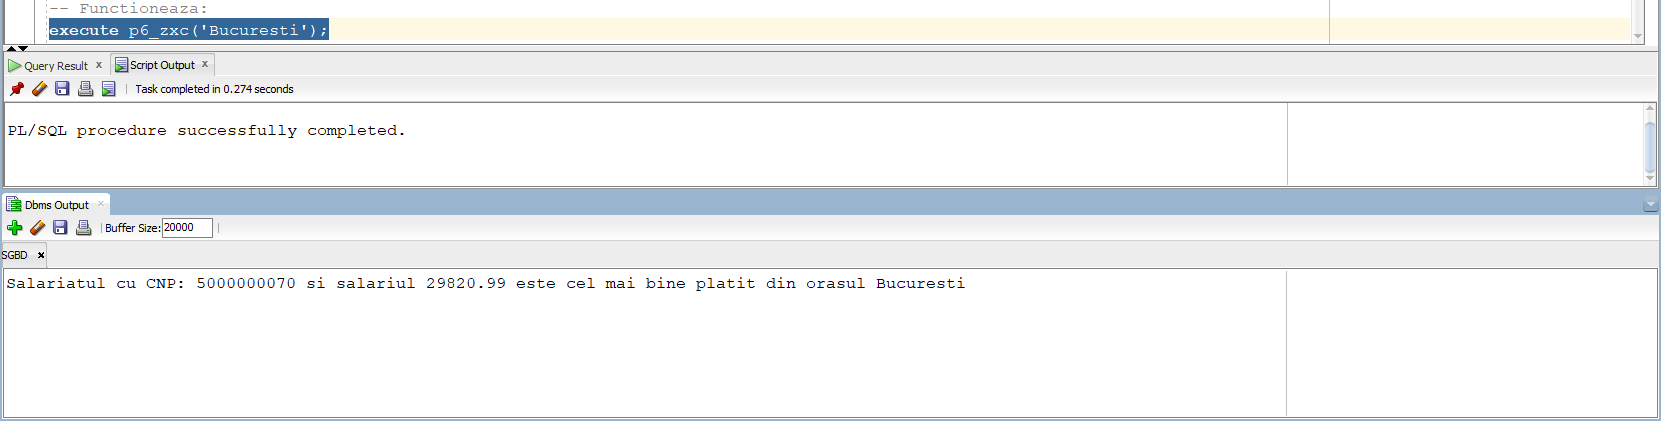 -- Functioneaza:
execute p6_zxc('Bucuresti');
Query Result x Script Output x
Task completed in 0.274 seconds
PL/SQL procedure successfully completed.
Dbms Output x
Buffer Size: 20000
SGBD x
Salariatul cu CNP: 5000000070 si salariul 29820.99 este cel mai bine platit din orasul Bucuresti